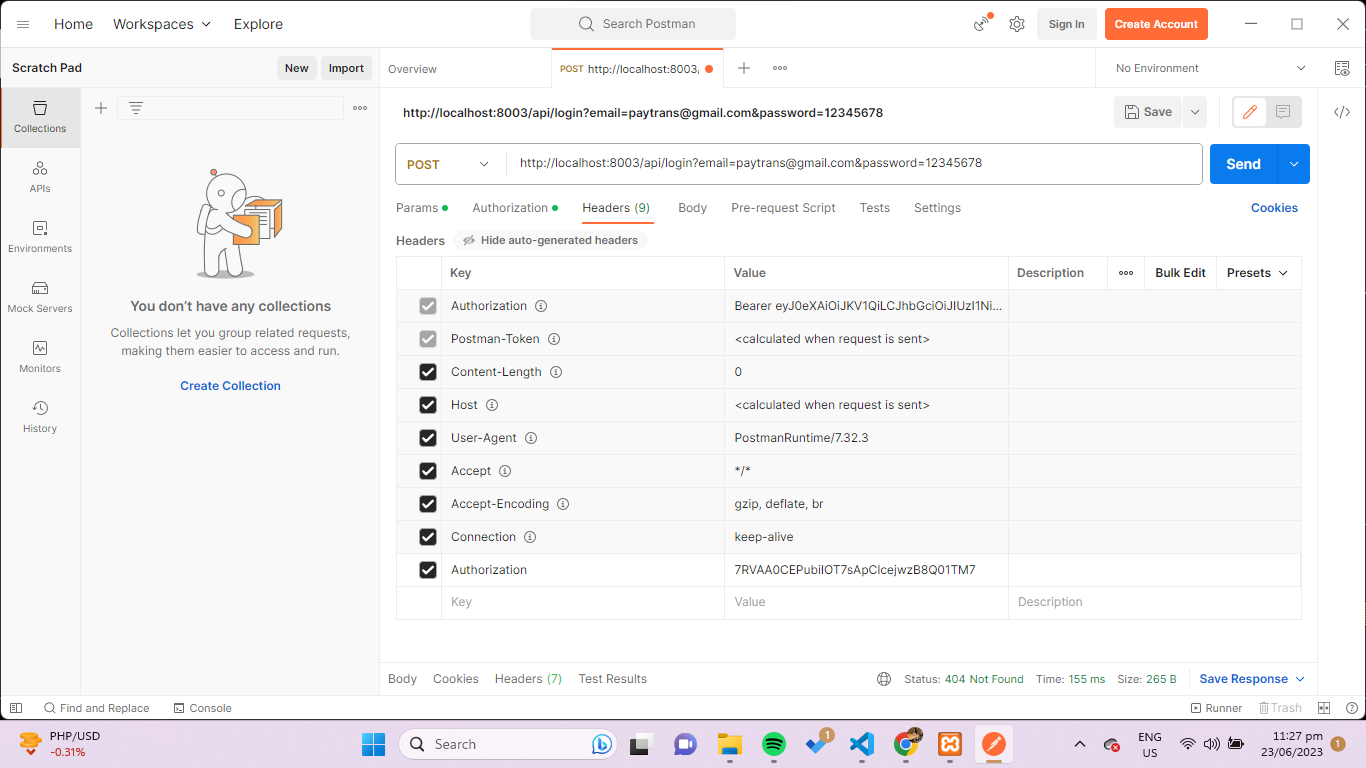 Home Workspaces Explore Search Postman Sign In Create Account
Scratch Pad New Import Overview POST http://localhost:8003/ No Environment
Collections
http://localhost:8003/api/login?email=paytrans@gmail.com&password=12345678 Save
POST http://localhost:8003/api/login?email=paytrans@gmail.com&password=12345678 Send
APIs
Params Authorization Headers (9) Body Pre-request Script Tests Settings Cookies
Environments
Headers Hide auto-generated headers
Key Value Description Bulk Edit Presets
Mock Servers
You don't have any collections
Authorization Bearer eyJ0eXAiOiJKV1QiLCJhbGciOiJIUzI1Ni...
Collections let you group related requests,
making them easier to access and run.
Postman-Token <calculated when request is sent>
Monitors
Create Collection
Content-Length 0
Host <calculated when request is sent>
History
User-Agent PostmanRuntime/7.32.3
Accept */*
Accept-Encoding gzip, deflate, br
Connection keep-alive
Authorization 7RVAA0CEPubiIOT7sApCIcejwzB8Q01TM7
Key Value Description
Body Cookies Headers (7) Test Results Status: 404 Not Found Time: 155 ms Size: 265 B Save Response
Find and Replace Console Runner Trash
PHP/USD
-0.31%
Search
1
ENG
US
11:27 pm
23/06/2023
1